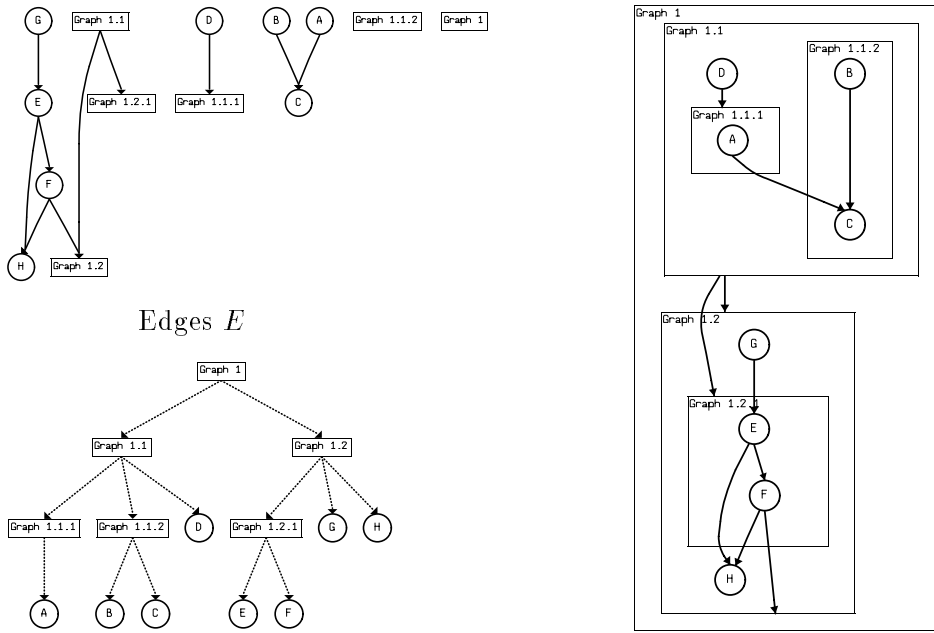 G
Graph 1.1
D
B
A
Graph 1.1.2
Graph 1
E
Graph 1.2.1
Graph 1.1.1
C
F
H
Graph 1.2
Edges E
Graph 1
Graph 1.1
Graph 1.2
Graph 1.1.1
Graph 1.1.2
D
Graph 1.2.1
G
H
A
B
C
E
F
Graph 1
Graph 1.1
Graph 1.1.2
D
B
Graph 1.1.1
A
C
Graph 1.2
G
Graph 1.2.1
E
F
H